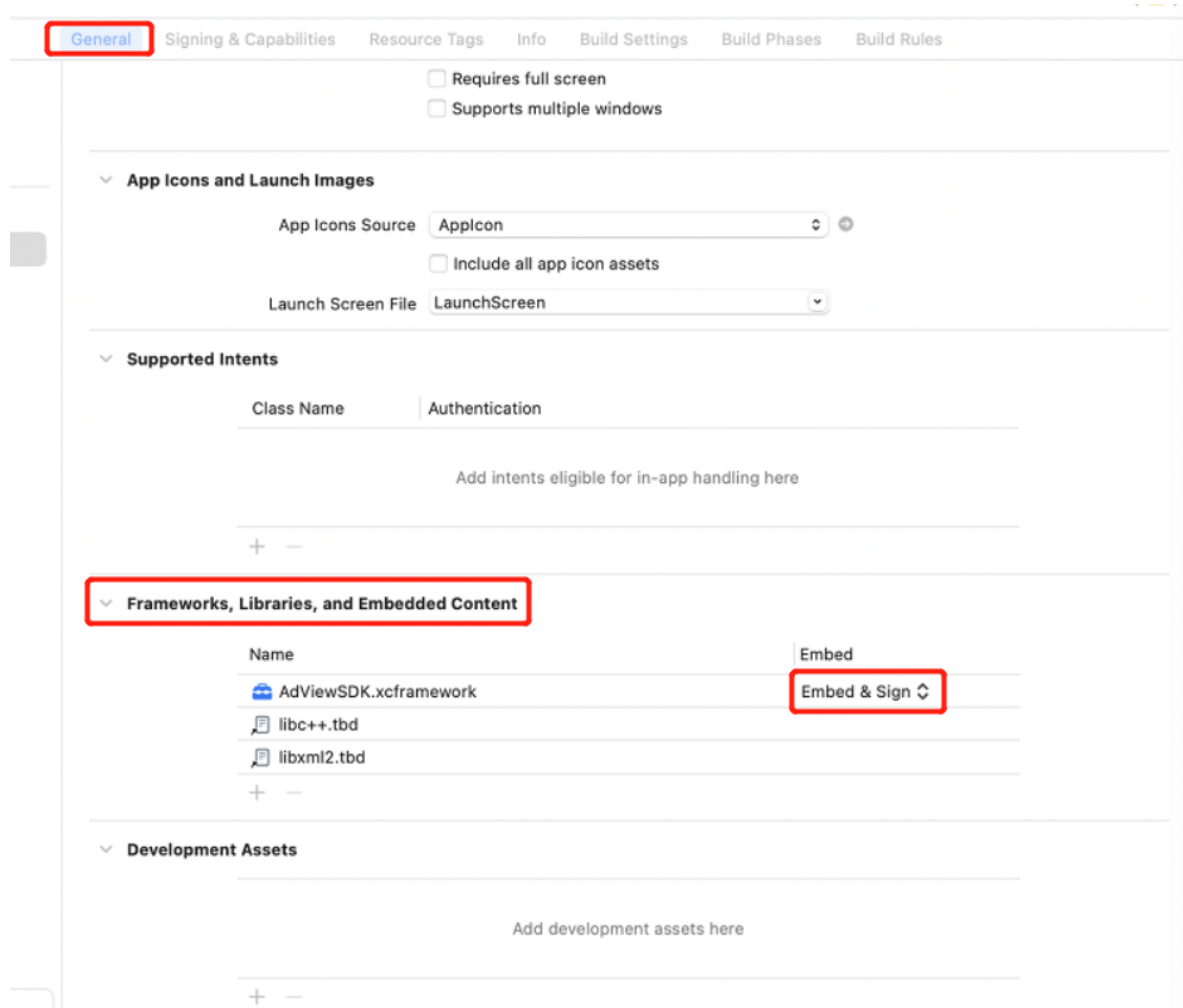 General Signing & Capabilities Resource Tags Info Build Settings Build Phases Build Rules
Requires full screen
Supports multiple windows
App Icons and Launch Images
App Icons Source AppIcon
Include all app icon assets
Launch Screen File LaunchScreen
Supported Intents
Class Name Authentication
Add intents eligible for in-app handling here
Frameworks, Libraries, and Embedded Content
Name Embed
AdViewSDK.xcframework Embed & Sign
libc++.tbd
libxml2.tbd
Development Assets
Add development assets here